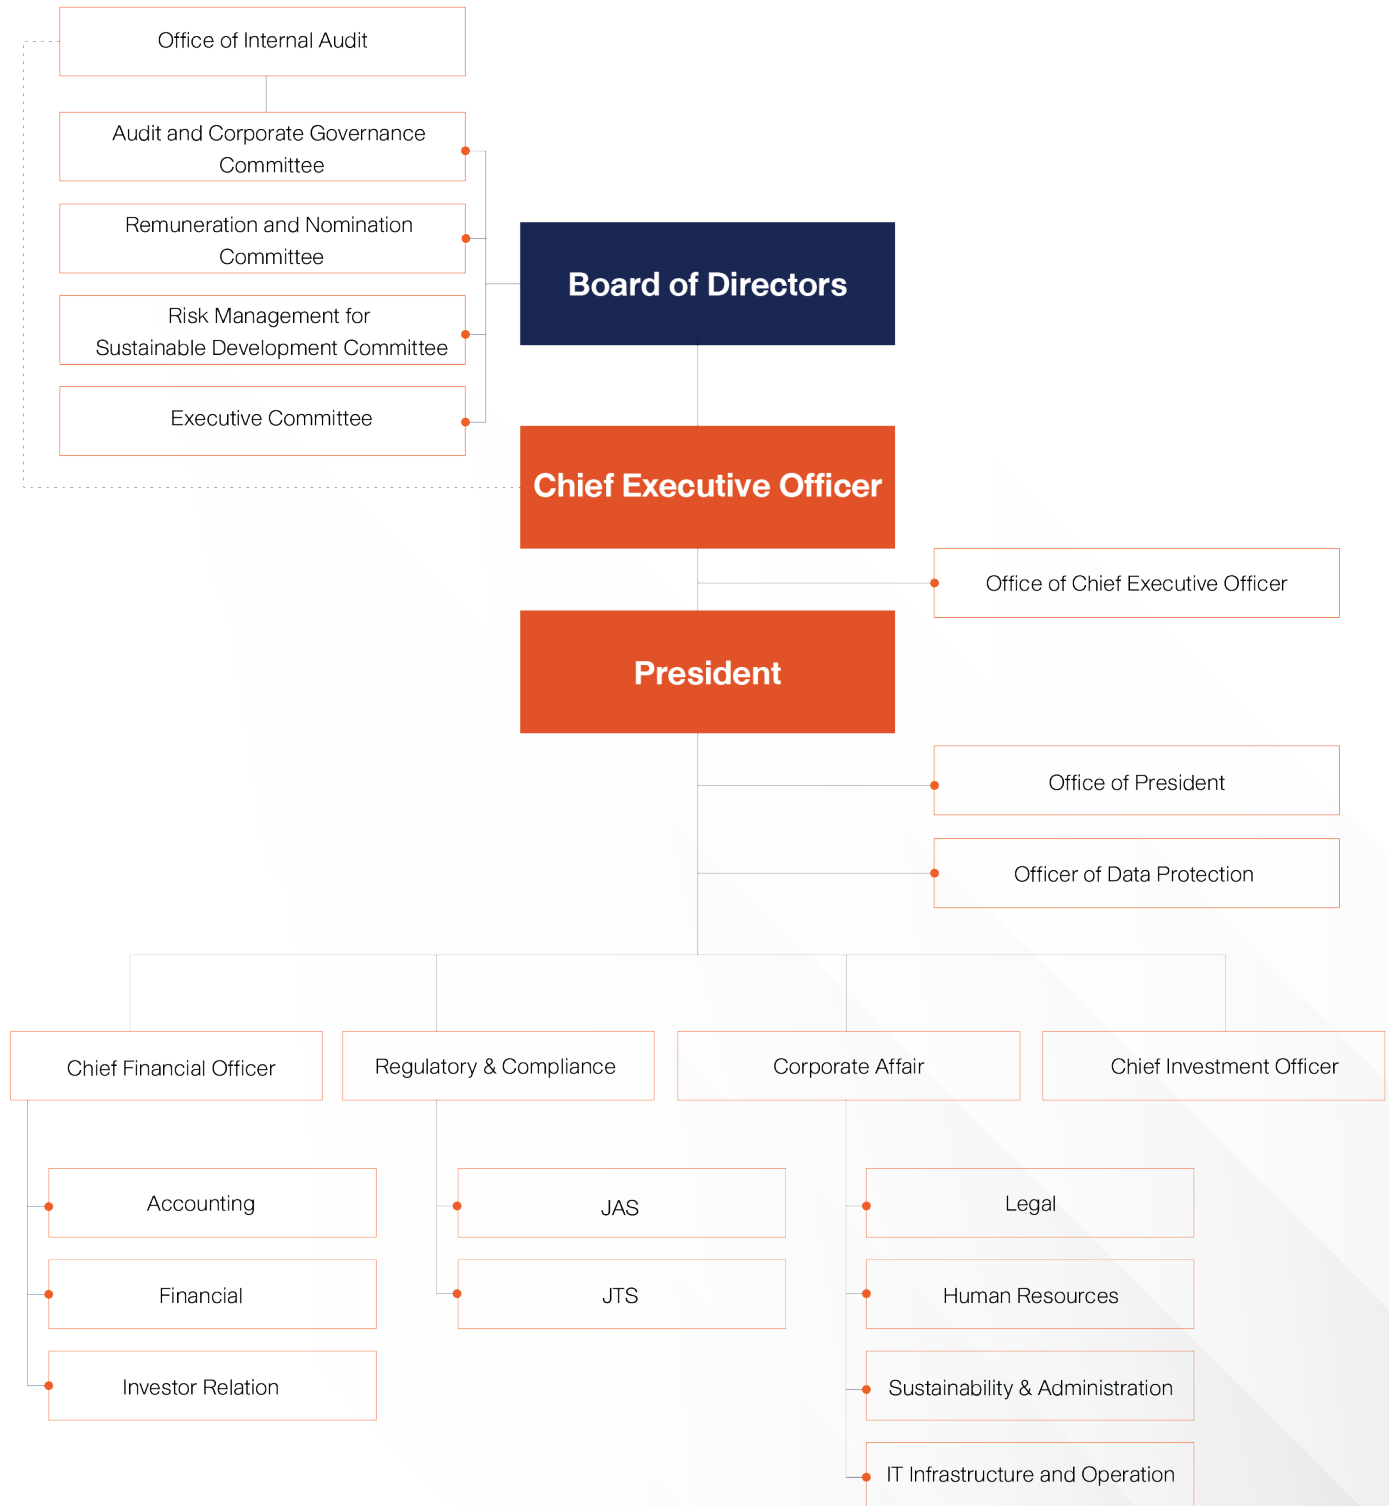 Office of Internal Audit
Audit and Corporate Governance
Committee
Remuneration and Nomination
Committee
Risk Management for
Sustainable Development Committee
Executive Committee
Board of Directors
Chief Executive Officer
Office of Chief Executive Officer
President
Office of President
Officer of Data Protection
Chief Financial Officer
Regulatory & Compliance
Corporate Affair
Chief Investment Officer
Accounting
Financial
Investor Relation
JAS
JTS
Legal
Human Resources
Sustainability & Administration
IT Infrastructure and Operation